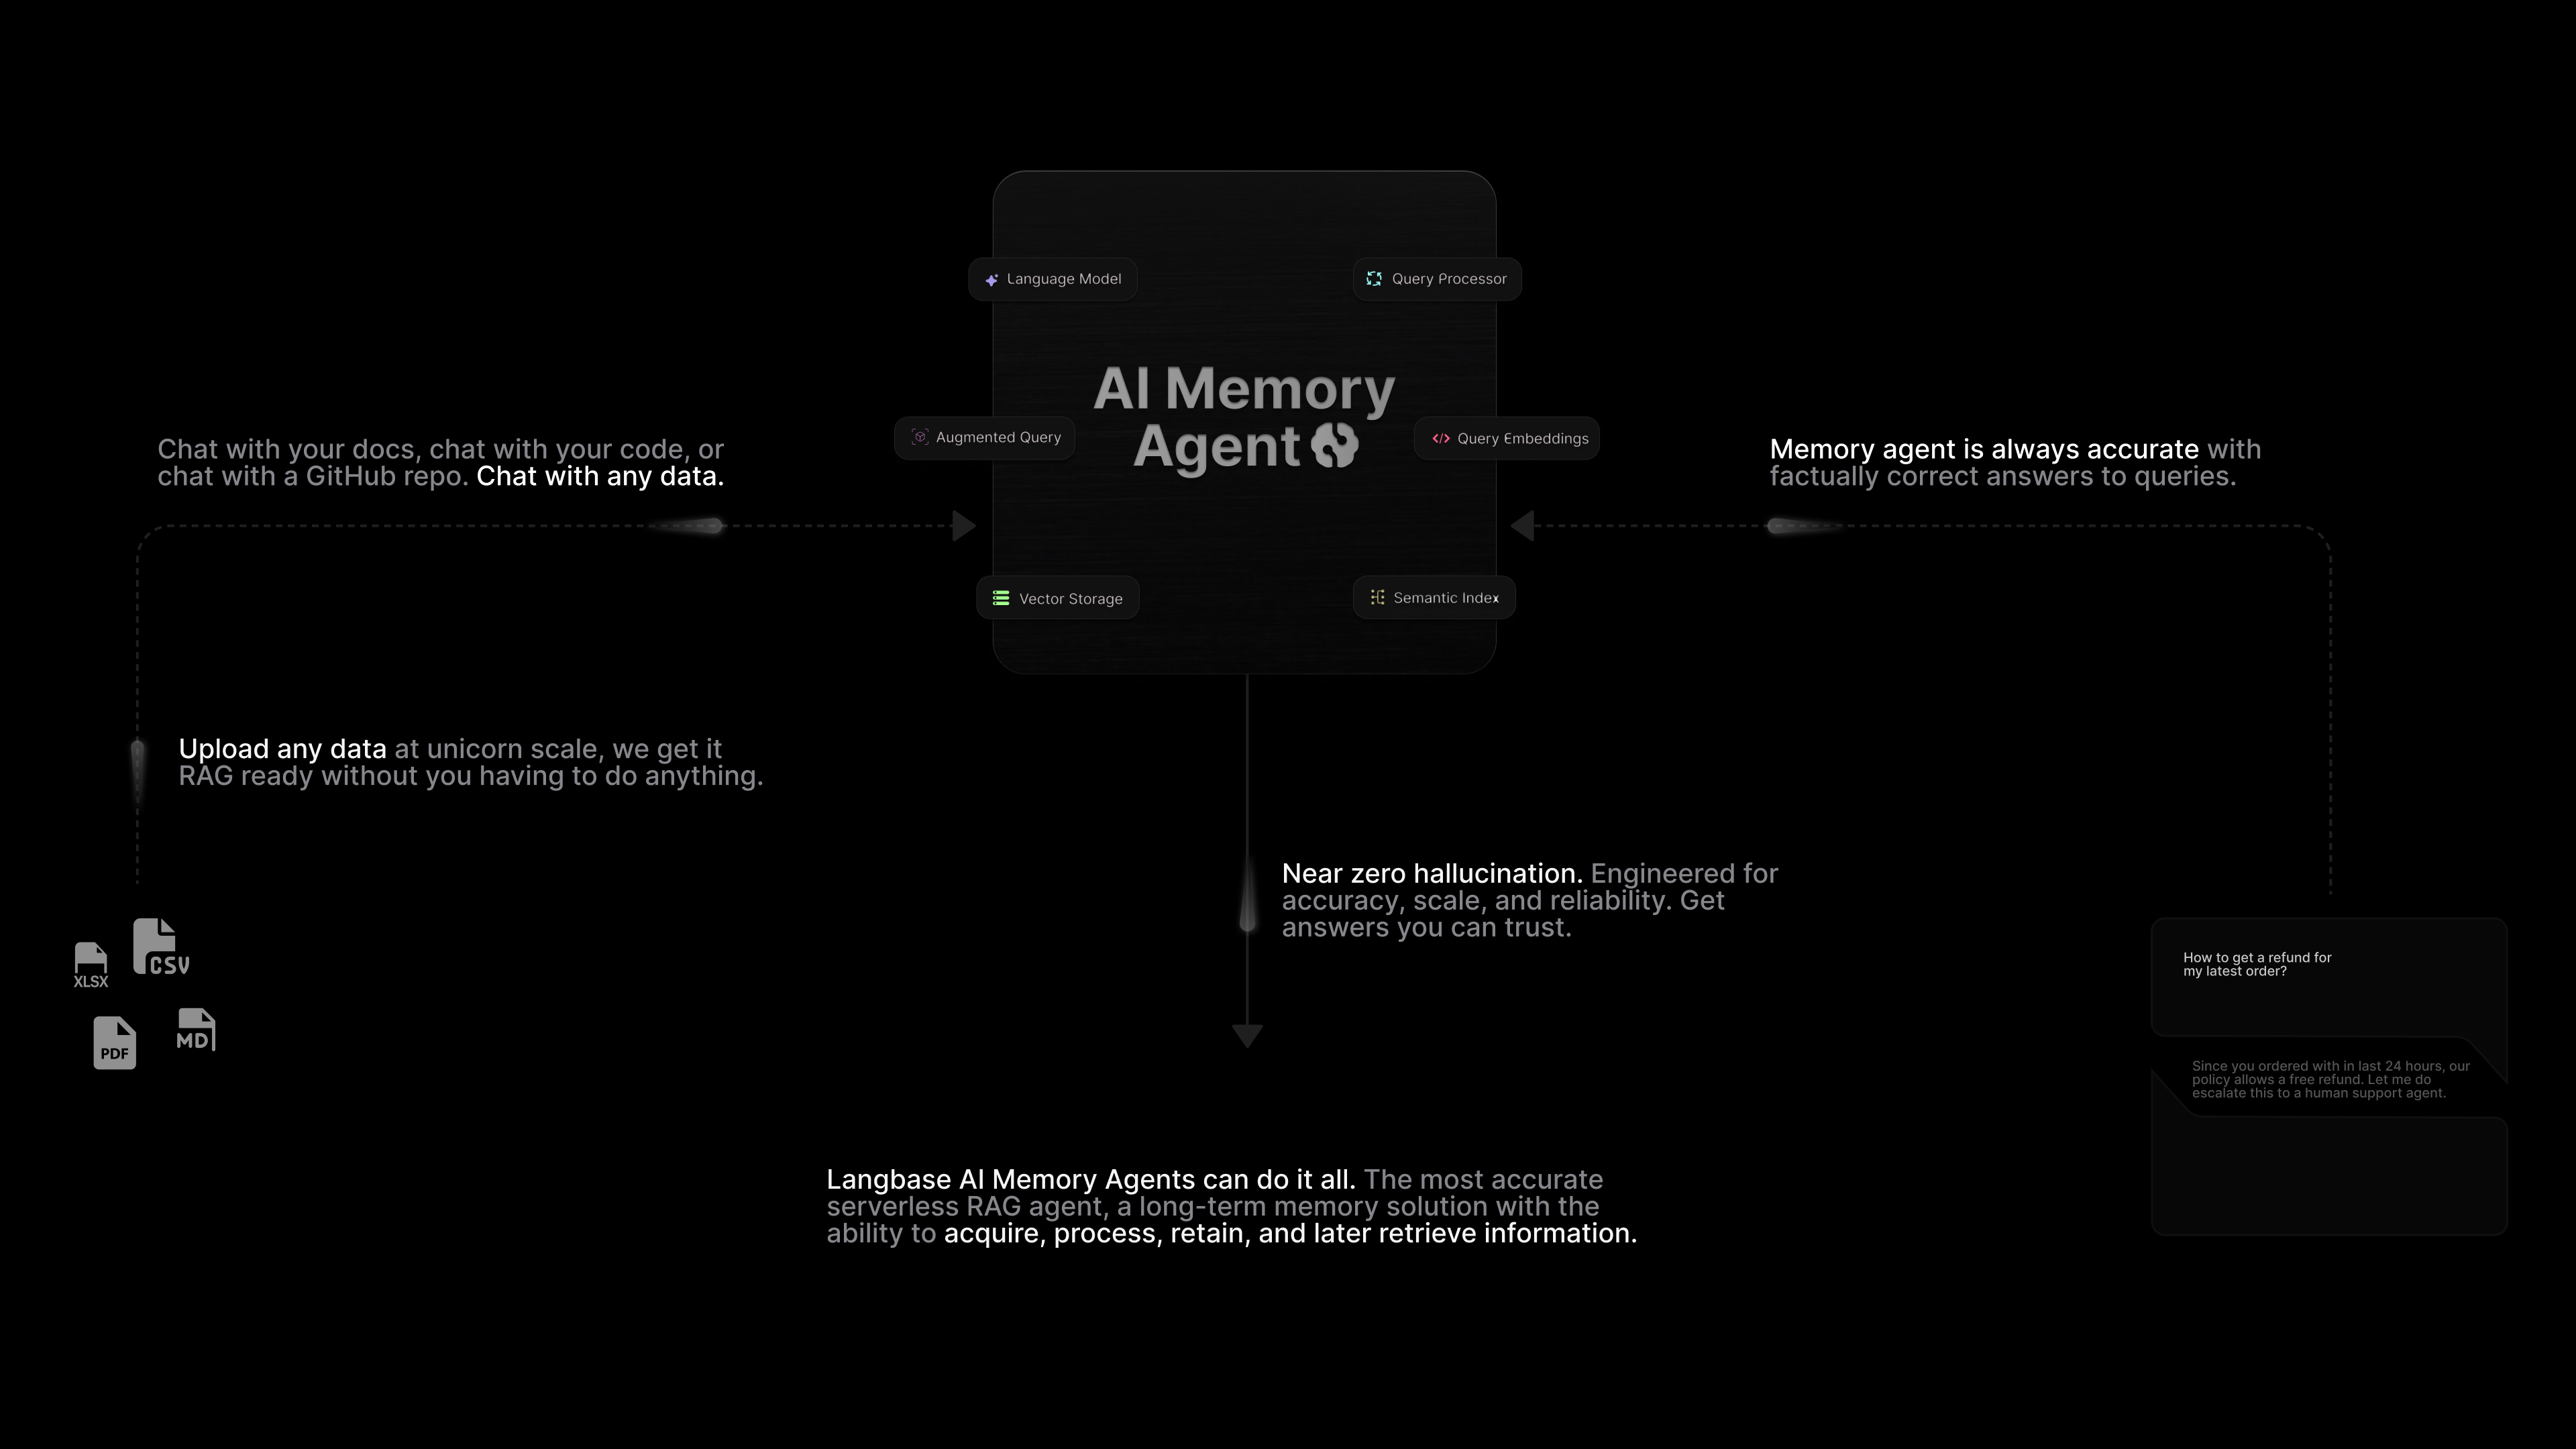 Language Model
Query Processor
AI Memory
Agent
Augmented Query
Query Embeddings
Vector Storage
Semantic Index
Chat with your docs, chat with your code, or
chat with a GitHub repo. Chat with any data.
Memory agent is always accurate with
factually correct answers to queries.
Upload any data at unicorn scale, we get it
RAG ready without you having to do anything.
Near zero hallucination. Engineered for
accuracy, scale, and reliability. Get
answers you can trust.
XLSX
CSV
PDF
MD
How to get a refund for
my latest order?
Since you ordered with in last 24 hours, our
policy allows a free refund. Let me do
escalate this to a human support agent.
Langbase AI Memory Agents can do it all. The most accurate
serverless RAG agent, a long-term memory solution with the
ability to acquire, process, retain, and later retrieve information.